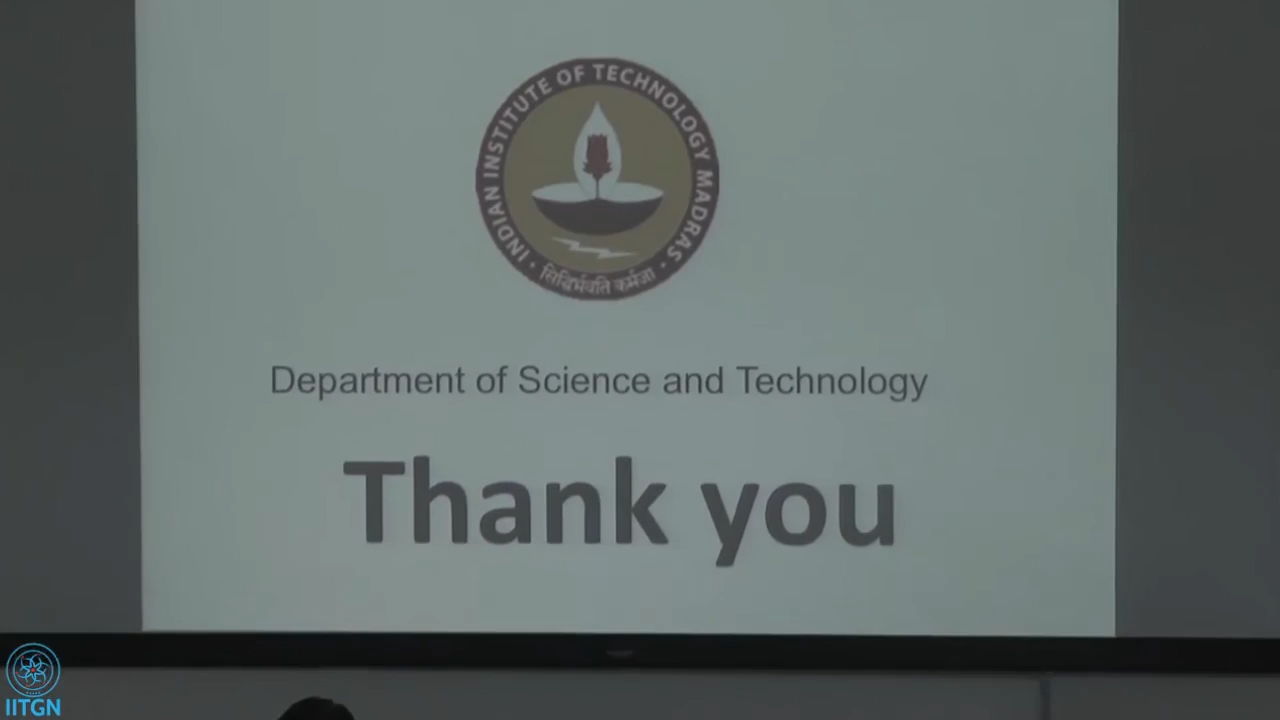 INDIAN INSTITUTE OF TECHNOLOGY MADRAS
सिद्धिर्भवति कर्मजा
Department of Science and Technology
Thank you
IITGN